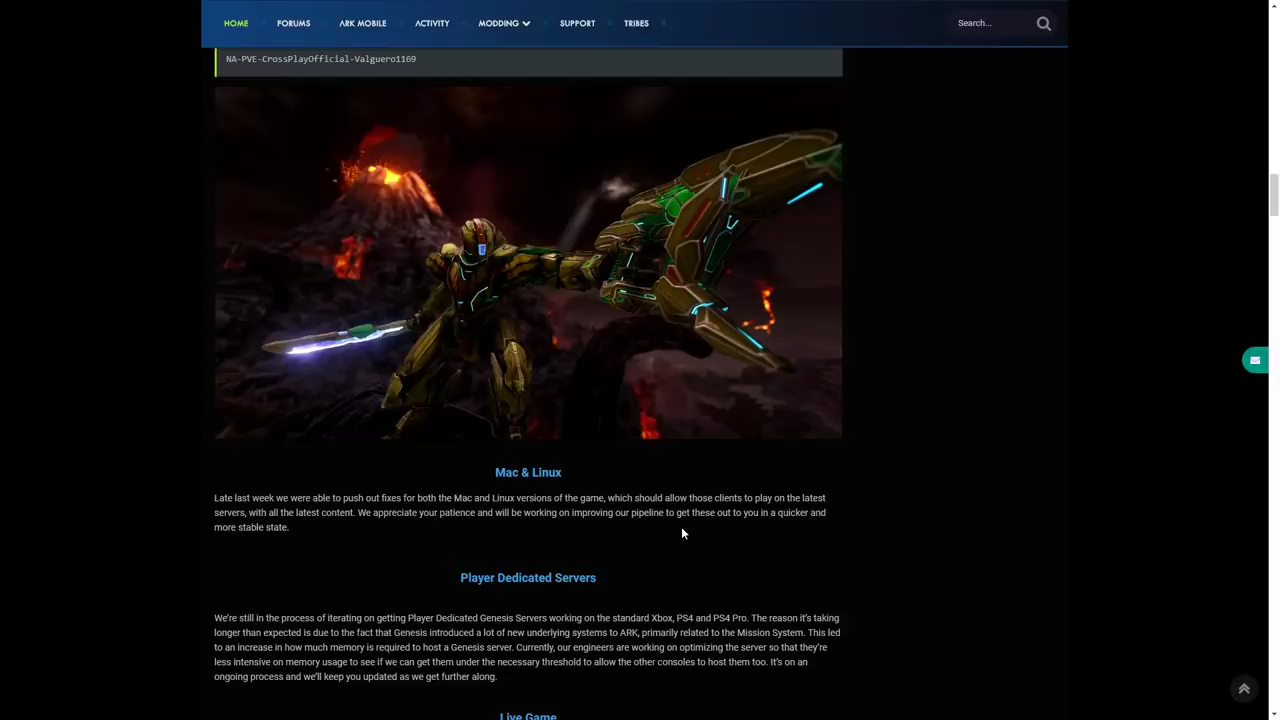 HOME FORUMS ARK MOBILE ACTIVITY MODDING SUPPORT TRIBES Search...
NA-PVE-CrossPlayOfficial-Valguero1169
Mac & Linux
Late last week we were able to push out fixes for both the Mac and Linux versions of the game, which should allow those clients to play on the latest
servers, with all the latest content. We appreciate your patience and will be working on improving our pipeline to get these out to you in a quicker and
more stable state.
Player Dedicated Servers
We're still in the process of iterating on getting Player Dedicated Genesis Servers working on the standard Xbox, PS4 and PS4 Pro. The reason it's taking
longer than expected is due to the fact that Genesis introduced a lot of new underlying systems to ARK, primarily related to the Mission System. This led
to an increase in how much memory is required to host a Genesis server. Currently, our engineers are working on optimizing the server so that they're
less intensive on memory usage to see if we can get them under the necessary threshold to allow the other consoles to host them too. It's on an
ongoing process and we'll keep you updated as we get further along.
Live Game